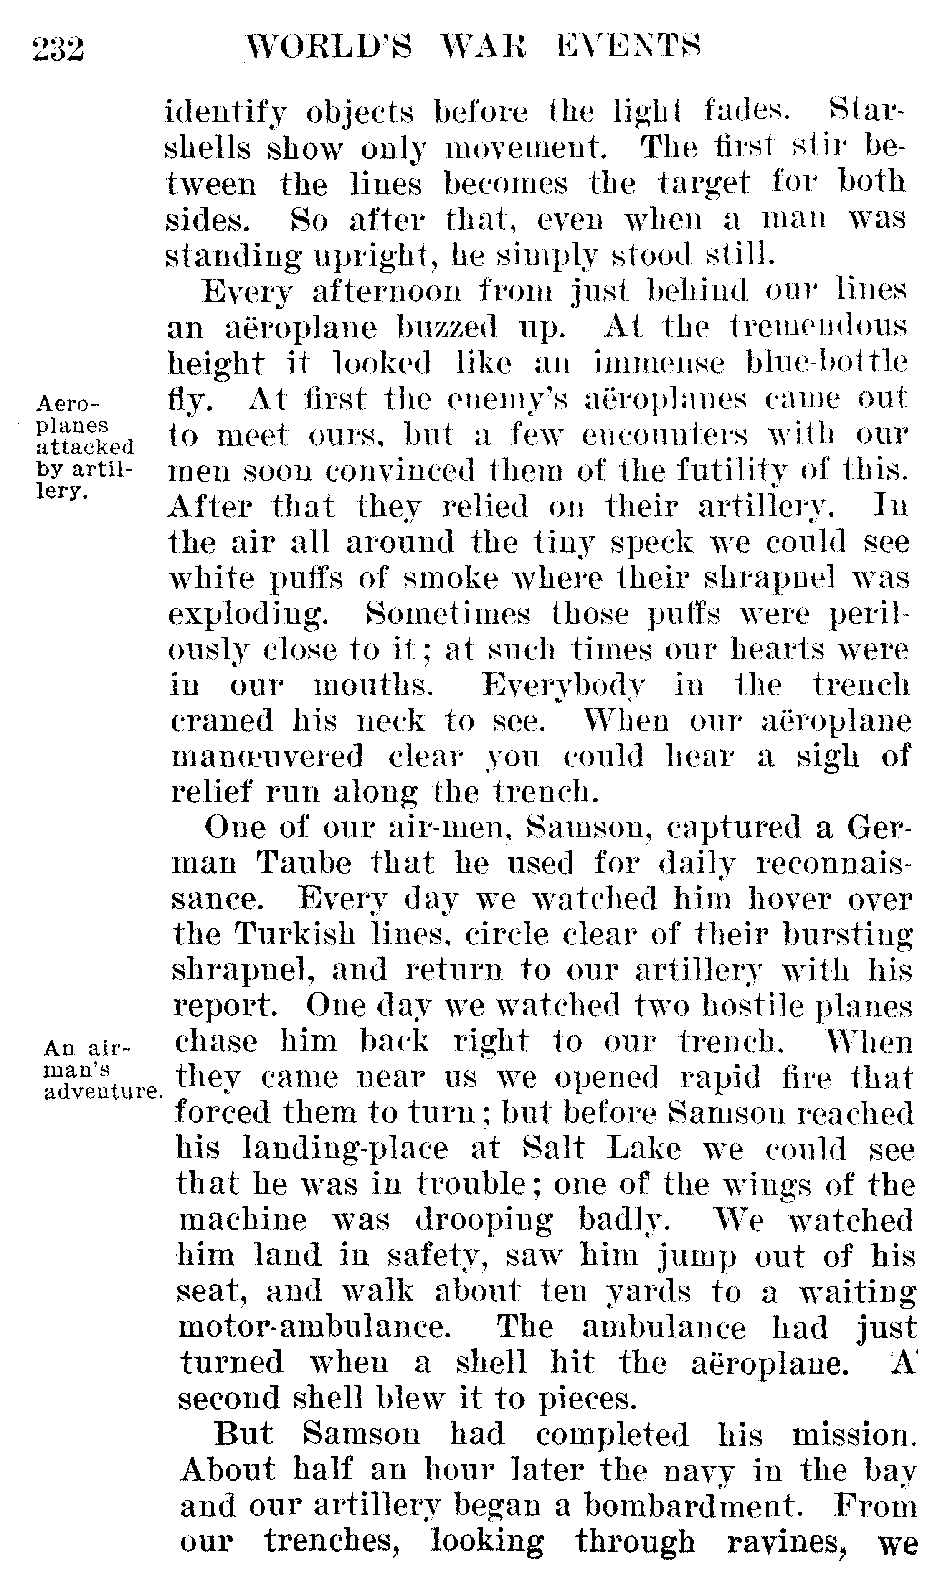 232 WORLD'S WAR EVENTS
identify objects before the light fades. Star-
shells show only movement. The first stir be-
tween the lines becomes the target for both
sides. So after that, even when a man was
standing upright, he simply stood still.
Every afternoon from just behind our lines
an aëroplane buzzed up. At the tremendous
height it looked like an immense blue-bottle
fly. At first the enemy's aëroplanes came out
to meet ours, but a few encounters with our
men soon convinced them of the futility of this.
After that they relied on their artillery. In
the air all around the tiny speck we could see
white puffs of smoke where their shrapnel was
exploding. Sometimes those puffs were peril-
ously close to it; at such times our hearts were
in our mouths. Everybody in the trench
craned his neck to see. When our aëroplane
manœuvered clear you could hear a sigh of
relief run along the trench.
Aero-
planes
attacked
by artil-
lery.
One of our air-men, Samson, captured a Ger-
man Taube that he used for daily reconnais-
sance. Every day we watched him hover over
the Turkish lines, circle clear of their bursting
shrapnel, and return to our artillery with his
report. One day we watched two hostile planes
chase him back right to our trench. When
they came near us we opened rapid fire that
forced them to turn; but before Samson reached
his landing-place at Salt Lake we could see
that he was in trouble; one of the wings of the
machine was drooping badly. We watched
him land in safety, saw him jump out of his
seat, and walk about ten yards to a waiting
motor-ambulance. The ambulance had just
turned when a shell hit the aëroplane. A
second shell blew it to pieces.
An air-
man's
adventure.
But Samson had completed his mission.
About half an hour later the navy in the bay
and our artillery began a bombardment. From
our trenches, looking through ravines, we